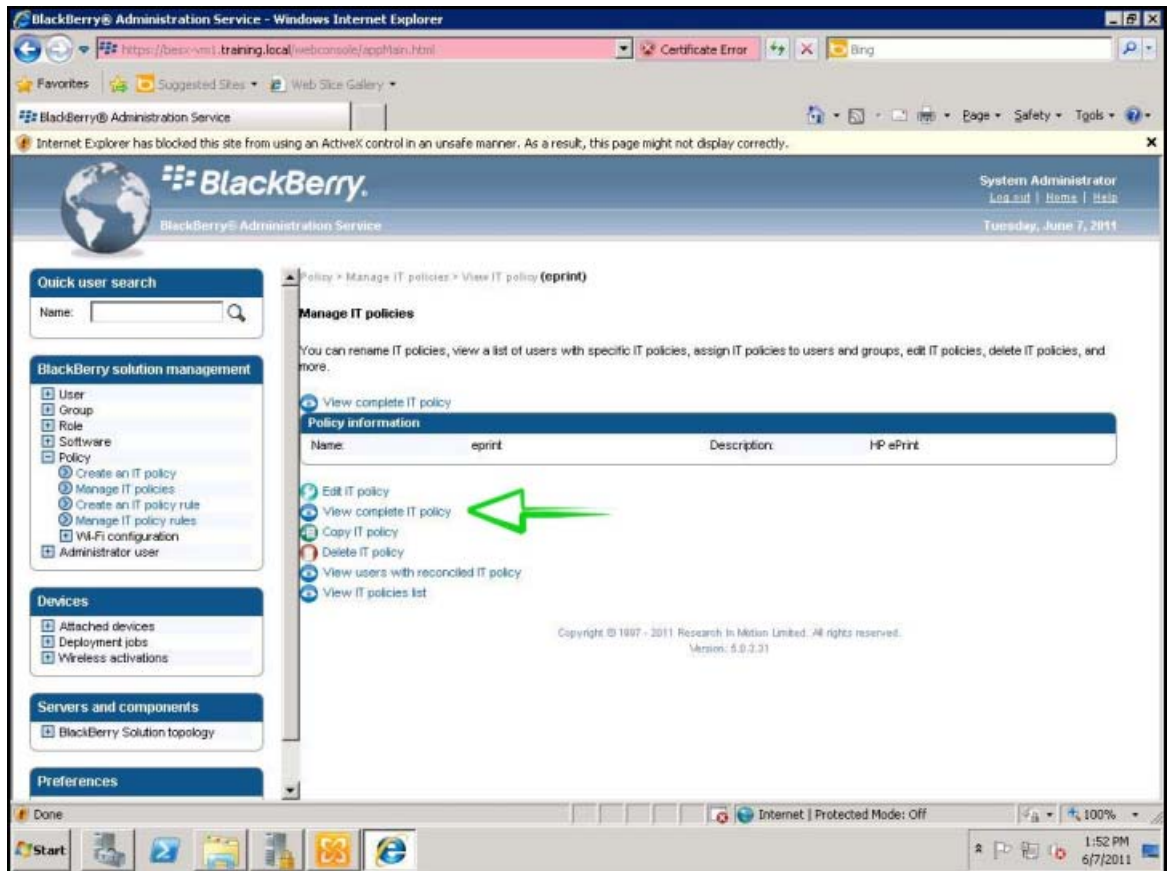 BlackBerry® Administration Service - Windows Internet Explorer
https://besx-vm1.training.local/webconsole/appMain.html
Certificate Error
Bing
Favorites
Suggested Sites
Web Slice Gallery
BlackBerry® Administration Service
Page
Safety
Tools
Internet Explorer has blocked this site from using an ActiveX control in an unsafe manner. As a result, this page might not display correctly.
BlackBerry.
System Administrator
Log out | Home | Help
BlackBerry® Administration Service
Tuesday, June 7, 2011
Quick user search
Name:
BlackBerry solution management
User
Group
Role
Software
Policy
Create an IT policy
Manage IT policies
Create an IT policy rule
Manage IT policy rules
Wi-Fi configuration
Administrator user
Devices
Attached devices
Deployment jobs
Wireless activations
Servers and components
BlackBerry Solution topology
Preferences
Policy > Manage IT policies > View IT policy (eprint)
Manage IT policies
You can rename IT policies, view a list of users with specific IT policies, assign IT policies to users and groups, edit IT policies, delete IT policies, and
more.
View complete IT policy
Policy information
Name: eprint Description: HP ePrint
Edit IT policy
View complete IT policy
Copy IT policy
Delete IT policy
View users with reconciled IT policy
View IT policies list
Copyright © 1997 - 2011 Research In Motion Limited. All rights reserved.
Version: 5.0.3.31
Done
Internet | Protected Mode: Off
100%
Start
1:52 PM
6/7/2011